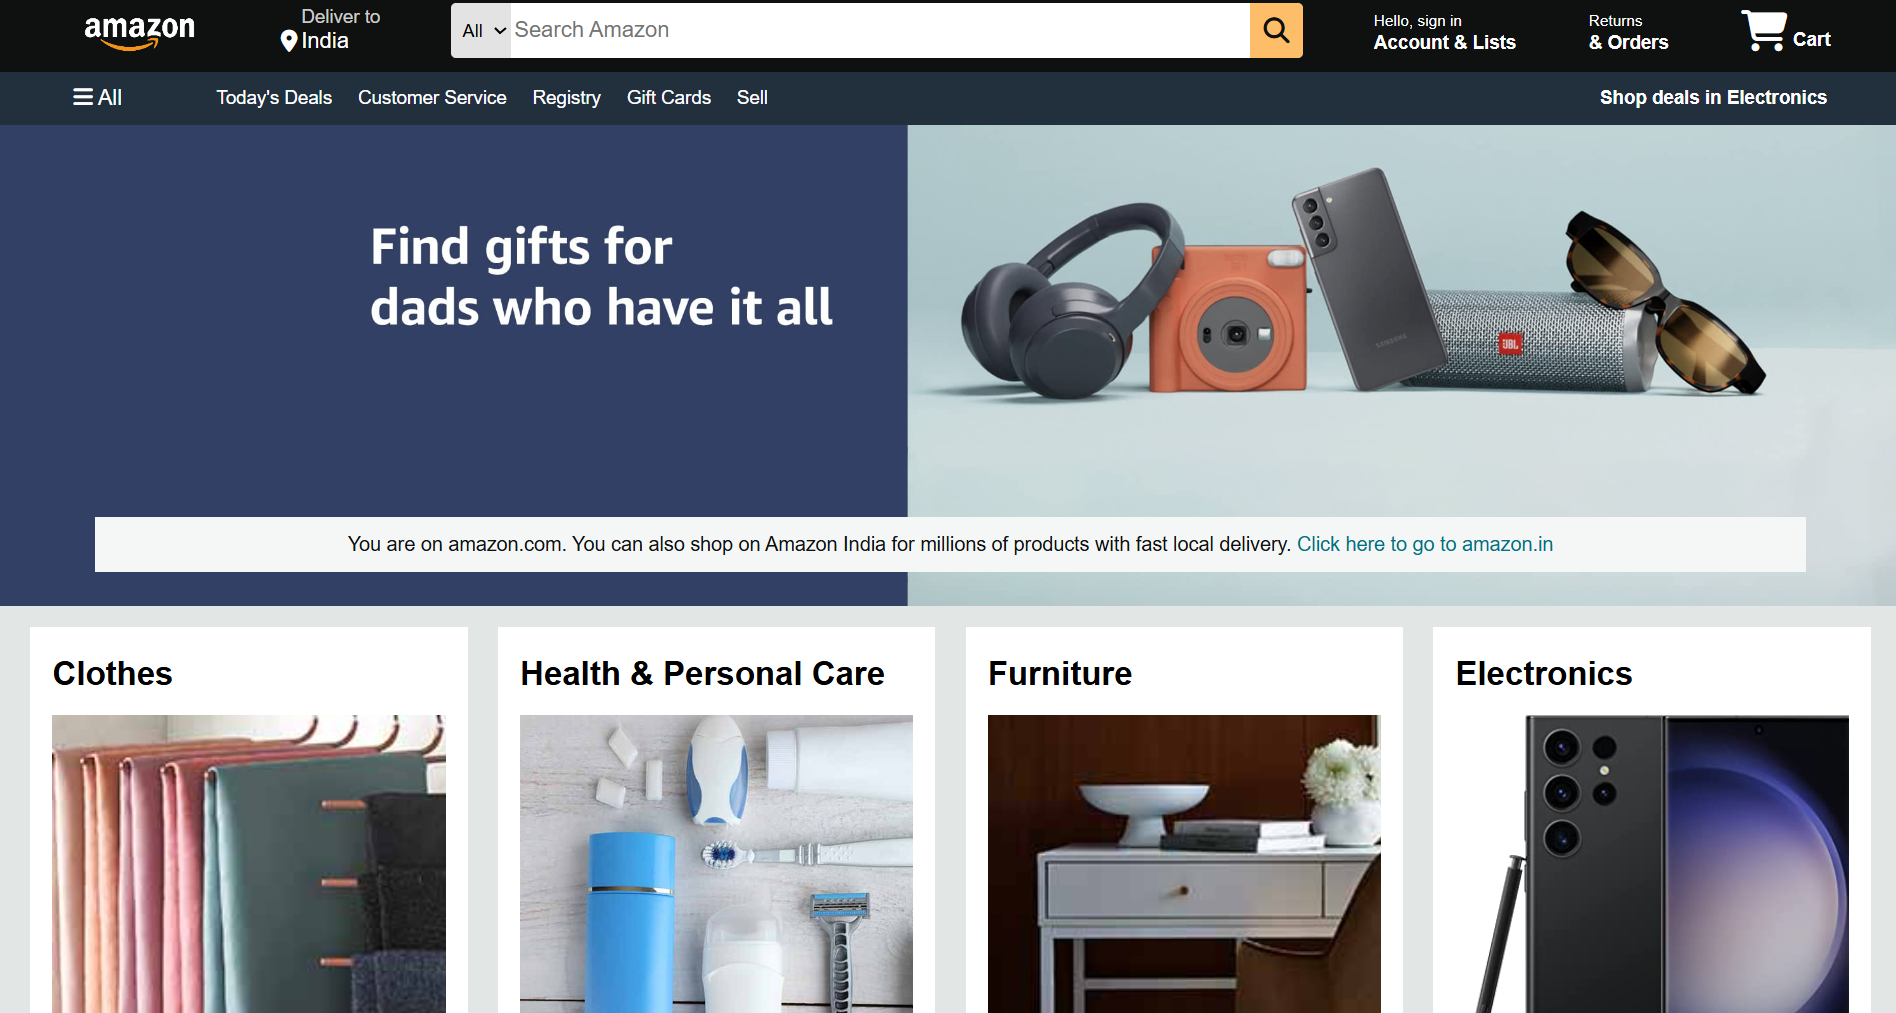 amazon
Deliver to
India
All
Search Amazon
Hello, sign in
Account & Lists
Returns
& Orders
Cart
All
Today's Deals
Customer Service
Registry
Gift Cards
Sell
Shop deals in Electronics
Find gifts for
dads who have it all
SAMSUNG
JBL
You are on amazon.com. You can also shop on Amazon India for millions of products with fast local delivery. Click here to go to amazon.in
Clothes
Health & Personal Care
Furniture
Electronics